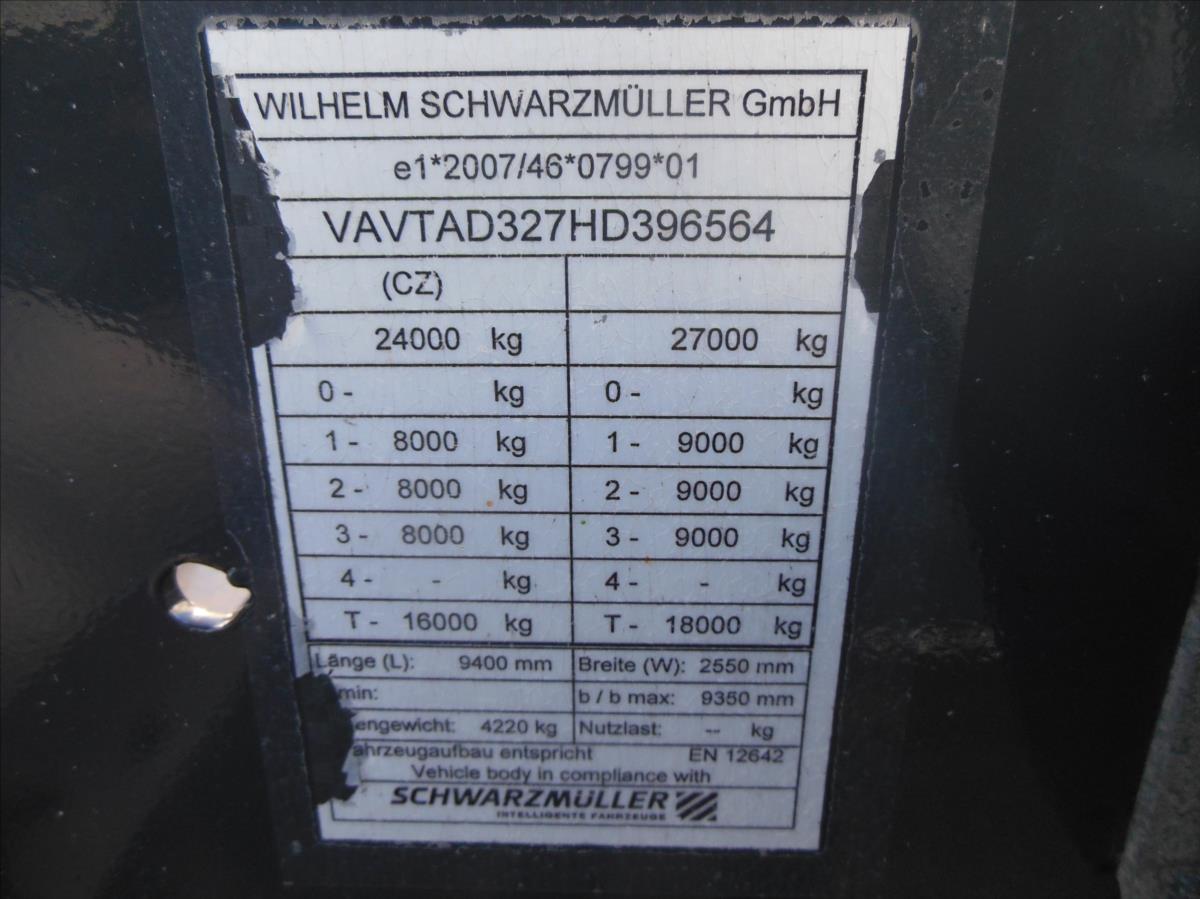 WILHELM SCHWARZMÜLLER GmbH
e1*2007/46*0799*01
VAVTAD327HD396564
(CZ)
24000 kg 27000 kg
0 - kg 0 - kg
1 - 8000 kg 1 - 9000 kg
2 - 8000 kg 2 - 9000 kg
3 - 8000 kg 3 - 9000 kg
4 - - kg 4 - - kg
T - 16000 kg T - 18000 kg
Länge (L): 9400 mm Breite (W): 2550 mm
min: b / b max: 9350 mm
engewicht: 4220 kg Nutzlast: -- kg
ahrzeugaufbau entspricht EN 12642
Vehicle body in compliance with
SCHWARZMÜLLER
INTELLIGENTE FAHRZEUGE